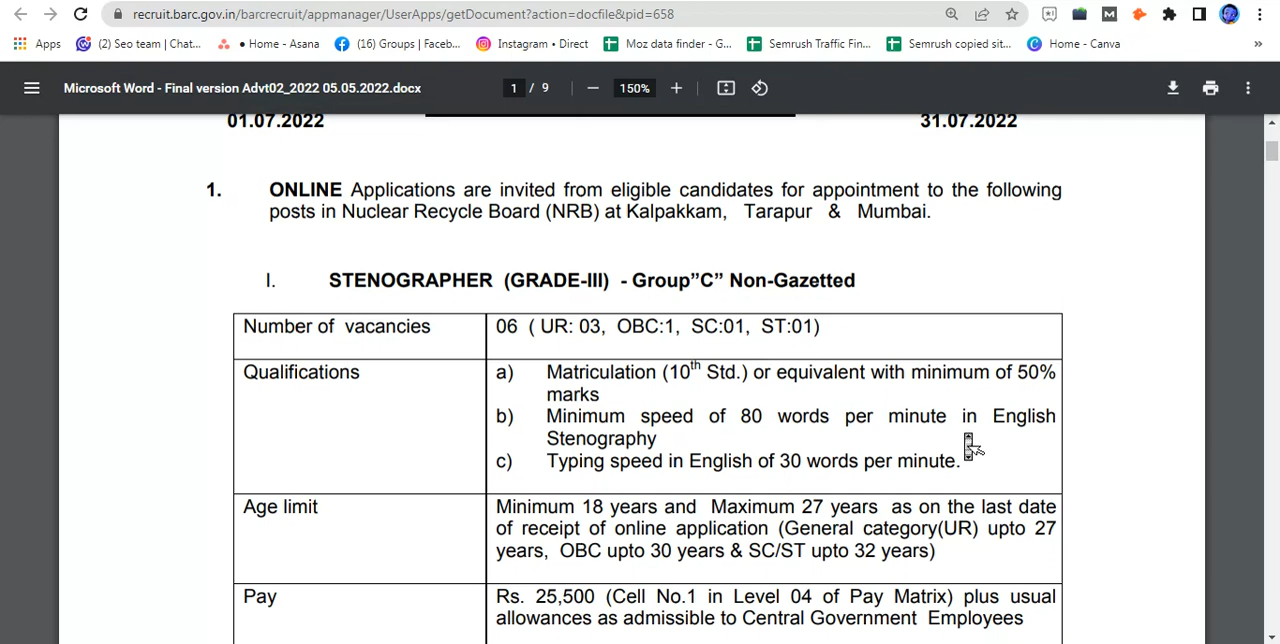 recruit.barc.gov.in/barcrecruit/appmanager/UserApps/getDocument?action=docfile&pid=658
Apps (2) Seo team | Chat... • Home - Asana (16) Groups | Faceb... Instagram • Direct Moz data finder - G... Semrush Traffic Fin... Semrush copied sit... Home - Canva »
Microsoft Word - Final version Advt02_2022 05.05.2022.docx 1 / 9 — 150% +
01.07.2022 31.07.2022
1. ONLINE Applications are invited from eligible candidates for appointment to the following
posts in Nuclear Recycle Board (NRB) at Kalpakkam, Tarapur & Mumbai.
I. STENOGRAPHER (GRADE-III) - Group"C" Non-Gazetted
Number of vacancies 06 ( UR: 03, OBC:1, SC:01, ST:01)
Qualifications a) Matriculation (10th Std.) or equivalent with minimum of 50%
marks
b) Minimum speed of 80 words per minute in English
Stenography
c) Typing speed in English of 30 words per minute.
Age limit Minimum 18 years and Maximum 27 years as on the last date
of receipt of online application (General category(UR) upto 27
years, OBC upto 30 years & SC/ST upto 32 years)
Pay Rs. 25,500 (Cell No.1 in Level 04 of Pay Matrix) plus usual
allowances as admissible to Central Government Employees